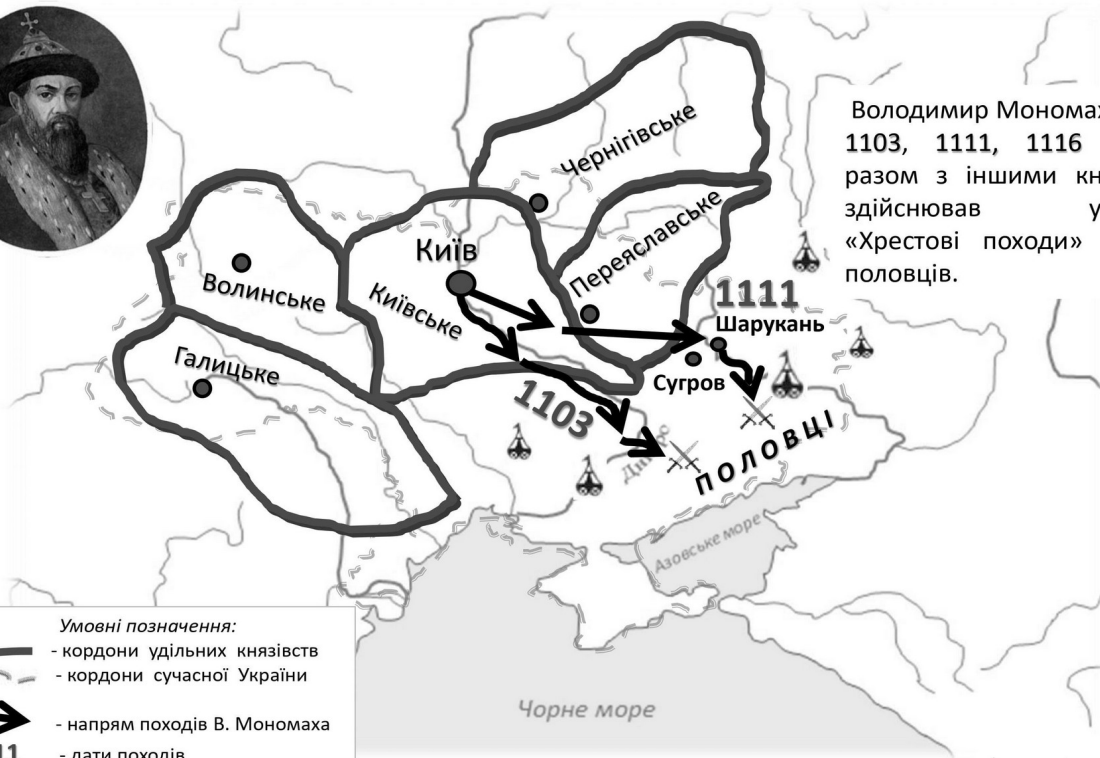 Володимир Мономах
1103, 1111, 1116
разом з іншими кн
здійснював у
«Хрестові походи»
половців.
Чернігівське
Переяславське
Київ
Волинське
Київське
1111
Шарукань
Галицьке
Сугров
1103
ПОЛОВЦІ
Азовське море
Чорне море
Умовні позначення:
- кордони удільних князівств
- кордони сучасної України
- напрям походів В. Мономаха
11 - дати походів